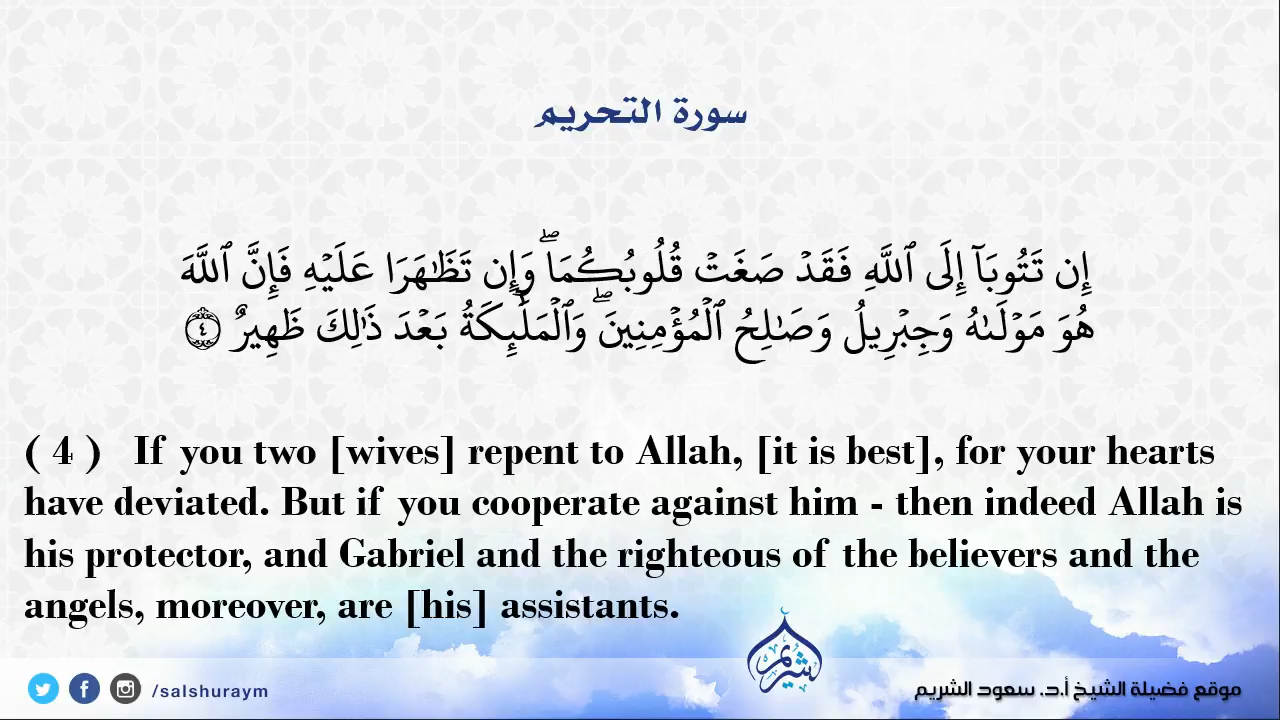 سورة التحريم
إِن تَتُوبَآ إِلَى ٱللَّهِ فَقَدۡ صَغَتۡ قُلُوبُكُمَاۖ وَإِن تَظَٰهَرَا عَلَيۡهِ فَإِنَّ ٱللَّهَ
هُوَ مَوۡلَىٰهُ وَجِبۡرِيلُ وَصَٰلِحُ ٱلۡمُؤۡمِنِينَۖ وَٱلۡمَلَٰٓئِكَةُ بَعۡدَ ذَٰلِكَ ظَهِيرٌ ٤
( 4 ) If you two [wives] repent to Allah, [it is best], for your hearts
have deviated. But if you cooperate against him - then indeed Allah is
his protector, and Gabriel and the righteous of the believers and the
angels, moreover, are [his] assistants.
شريم
/salshuraym
موقع فضيلة الشيخ أ.د. سعود الشريم